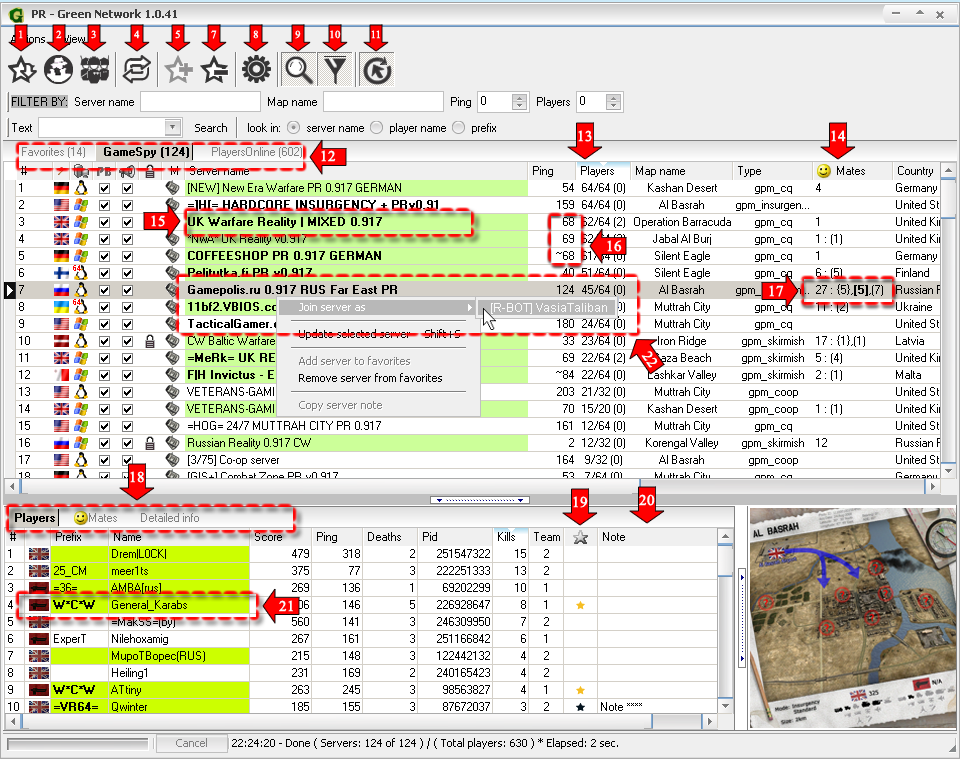 PR - Green Network 1.0.41
View
1 2 3 4 5 7 8 9 10 11
FILTER BY: Server name Map name Ping 0 Players 0
Text Search look in: server name player name prefix
12 13 14
Favorites (14) GameSpy (124) PlayersOnline (602)
# PB M Server name Ping Players Map name Type Mates Country
1 [NEW] New Era Warfare PR 0.917 GERMAN 54 64/64 (0) Kashan Desert gpm_cq 4 Germany
2 =]H[= HARDCORE INSURGENCY + PRv0.91 159 64/64 (0) Al Basrah gpm_insurgen... United St
15
3 UK Warfare Reality | MIXED 0.917 68 62/64 (2) Operation Barracuda gpm_cq 1 United Ki
16
4 *NwA* UK Reality v0.917 69 Jabal Al Burj gpm_cq 1 : (1) United Ki
5 COFFEESHOP PR 0.917 GERMAN ~68 61/64 (0) Silent Eagle gpm_cq 1 Germany
6 Pelitutka.fi PR v0.917 40 51/64 (0) Silent Eagle gpm_cq 6 : (5) Finland
17
7 Gamepolis.ru 0.917 RUS Far East PR 124 45/64 (0) Al Basrah 27 : {5},[5],(7) Russian F
8 64 11bf2.VBIOS.co Muttrah City gpm_cq 11 : (2) Ukraine
9 TacticalGamer. 180 24/64 (0) Muttrah City gpm_cq United St
10 CW Baltic Warfare 33 23/64 (0) Iron Ridge gpm_skirmish 17 : {1},(1) Latvia
22
11 =MeRk= UK RE 69 22/64 (2) Gaza Beach gpm_skirmish 5 : (4) United Ki
12 F|H Invictus - E ~84 22/64 (0) Lashkar Valley gpm_skirmish 2 : (1) Malta
13 VETERANS-GAMI 203 21/32 (0) Muttrah City gpm_cq United St
14 VETERANS-GAMI 70 15/20 (0) Kashan Desert gpm_cq 1 : (1) United Ki
15 =HOG= 24/7 MUTTRAH CITY PR 0.917 161 12/64 (0) Muttrah City gpm_cq United St
16 Russian Reality 0.917 CW 2 12/32 (0) Korengal Valley gpm_skirmish 12 Russian F
17 [3/75] Co-op server 164 9/32 (0) Al Basrah gpm_coop United St
18 [GIS+] Combat Zone PR v0.917 53 7/64 (0) Al Basrah gpm_coop United St
Join server as
[R-BOT] VasiaTaliban
Update selected server Shift+S
Add server to favorites
Remove server from favorites
Copy server note
18 19 20
Players Mates Detailed info
# Prefix Name Score Ping Deaths Pid Kills Team Note
1 Drem(LOCK) 479 318 2 251547322 15 2
2 25_CM meer1ts 375 77 3 222251333 13 2
3 =36= AMBA[rus] 269 136 1 69202299 10 1
21
4 W*C*W General_Karabs 146 5 226928647 8 1
5 =MakSS=(by) 560 141 3 246309950 7 2
6 ExperT Nilehoxamig 267 161 3 251166842 6 1
7 MupoTBopec(RUS) 215 148 3 122442132 4 2
8 Heiling1 231 169 2 240165423 4 2
9 W*C*W ATtiny 263 245 3 98563827 4 1
10 =VR64= Qwinter 185 155 3 87672037 3 2 Note ****
AL BASRAH
325 N/A
Mode: Insurgency
Standard
Size: 2km
Cancel 22:24:20 - Done ( Servers: 124 of 124 ) / ( Total players: 630 ) * Elapsed: 2 sec.